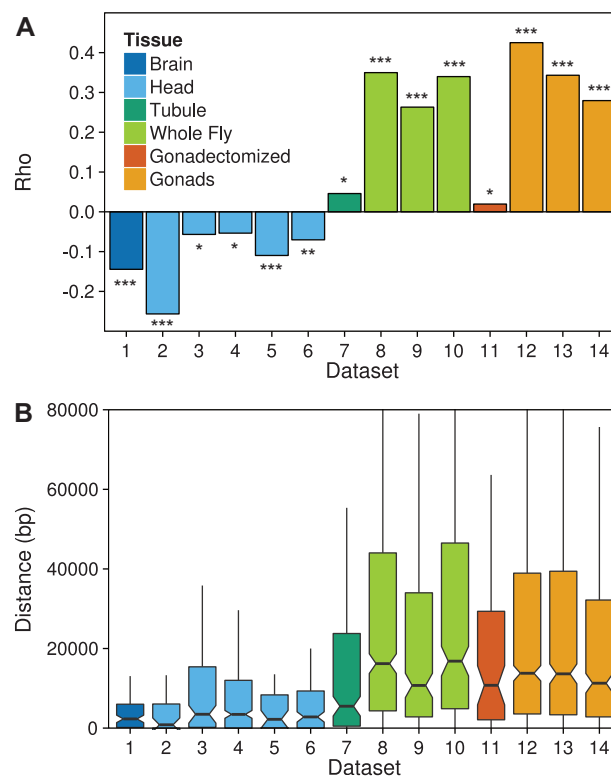 A
Tissue
Brain
Head
Tubule
Whole Fly
Gonadectomized
Gonads
Rho
0.4
0.3
0.2
0.1
0.0
-0.1
-0.2
*** *** * * *** ** * *** *** *** * *** *** ***
1 2 3 4 5 6 7 8 9 10 11 12 13 14
Dataset
B
Distance (bp)
80000
60000
40000
20000
0
1 2 3 4 5 6 7 8 9 10 11 12 13 14
Dataset